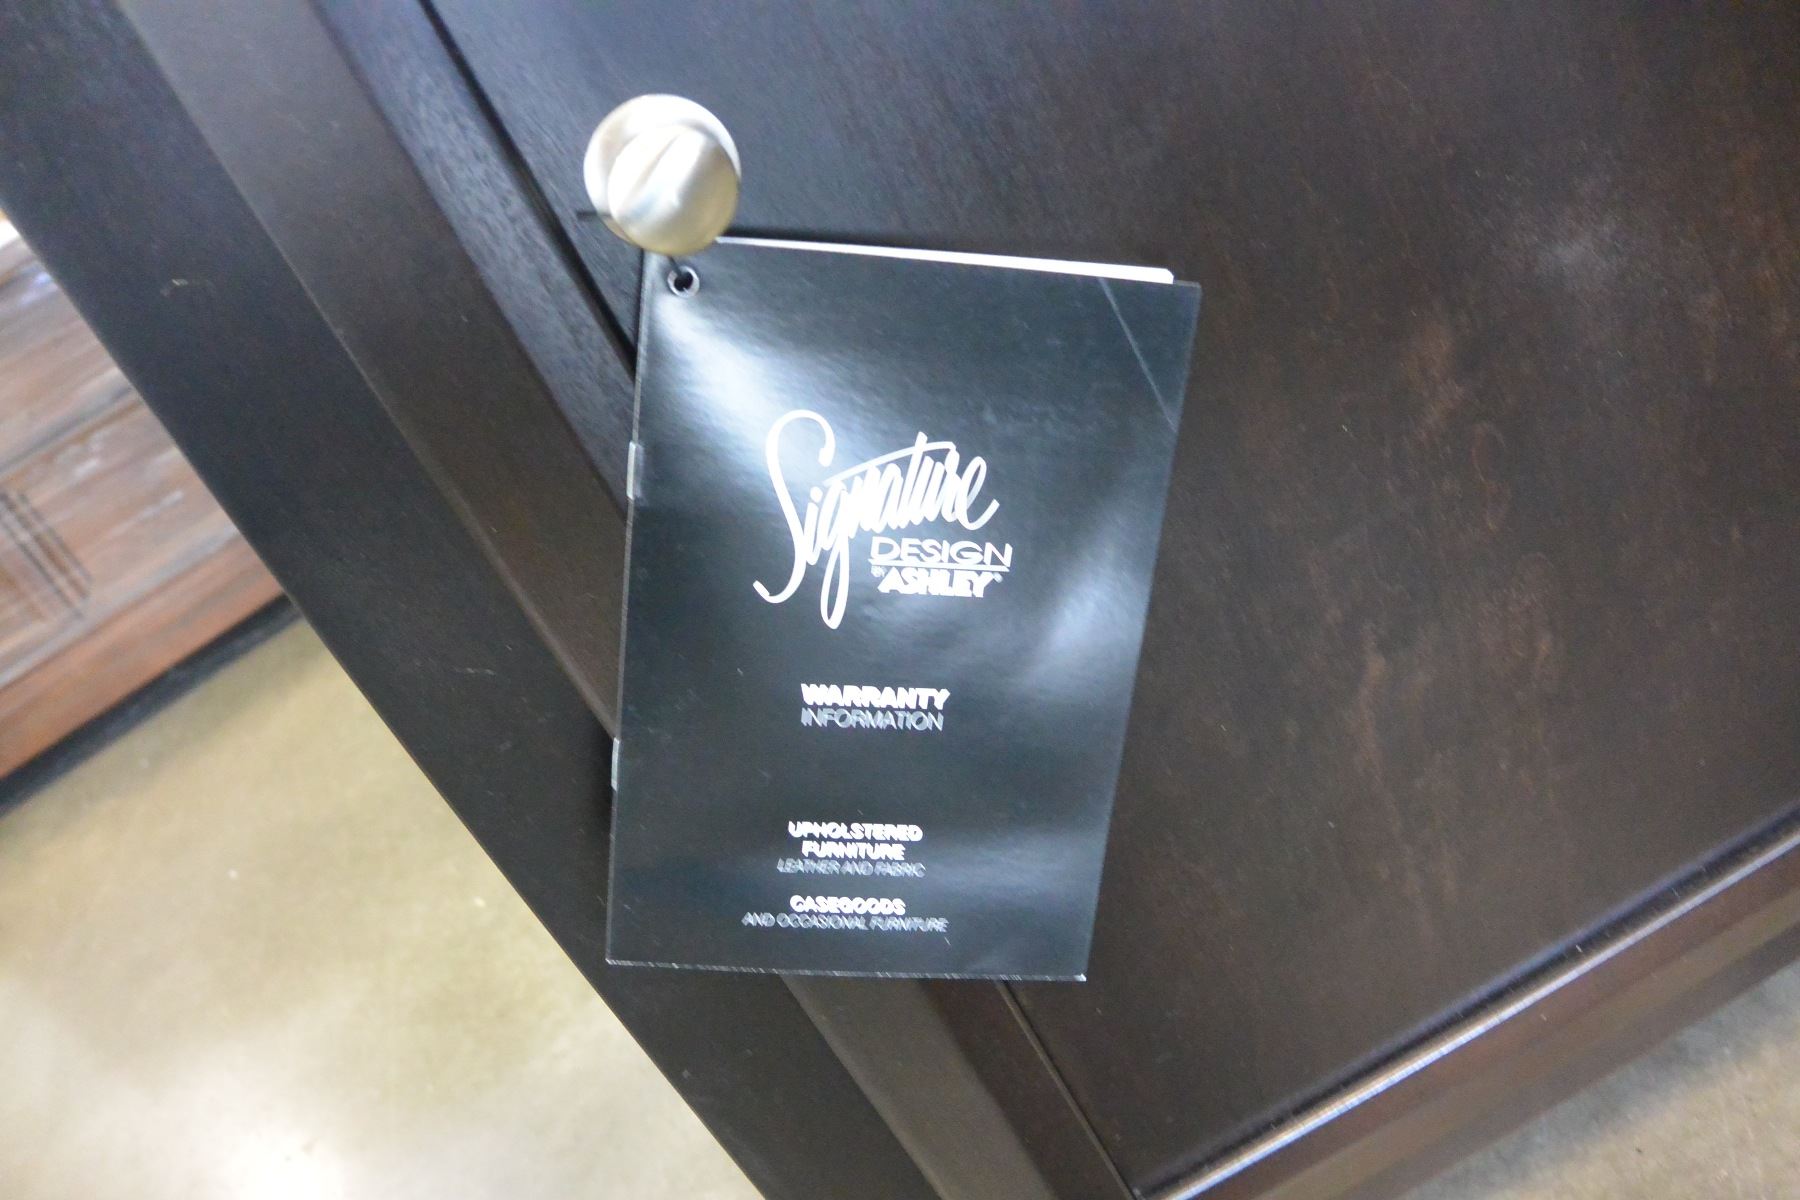 Signature
DESIGN
BY ASHLEY®
WARRANTY
INFORMATION
UPHOLSTERED
FURNITURE
LEATHER AND FABRIC
CASEGOODS
AND OCCASIONAL FURNITURE